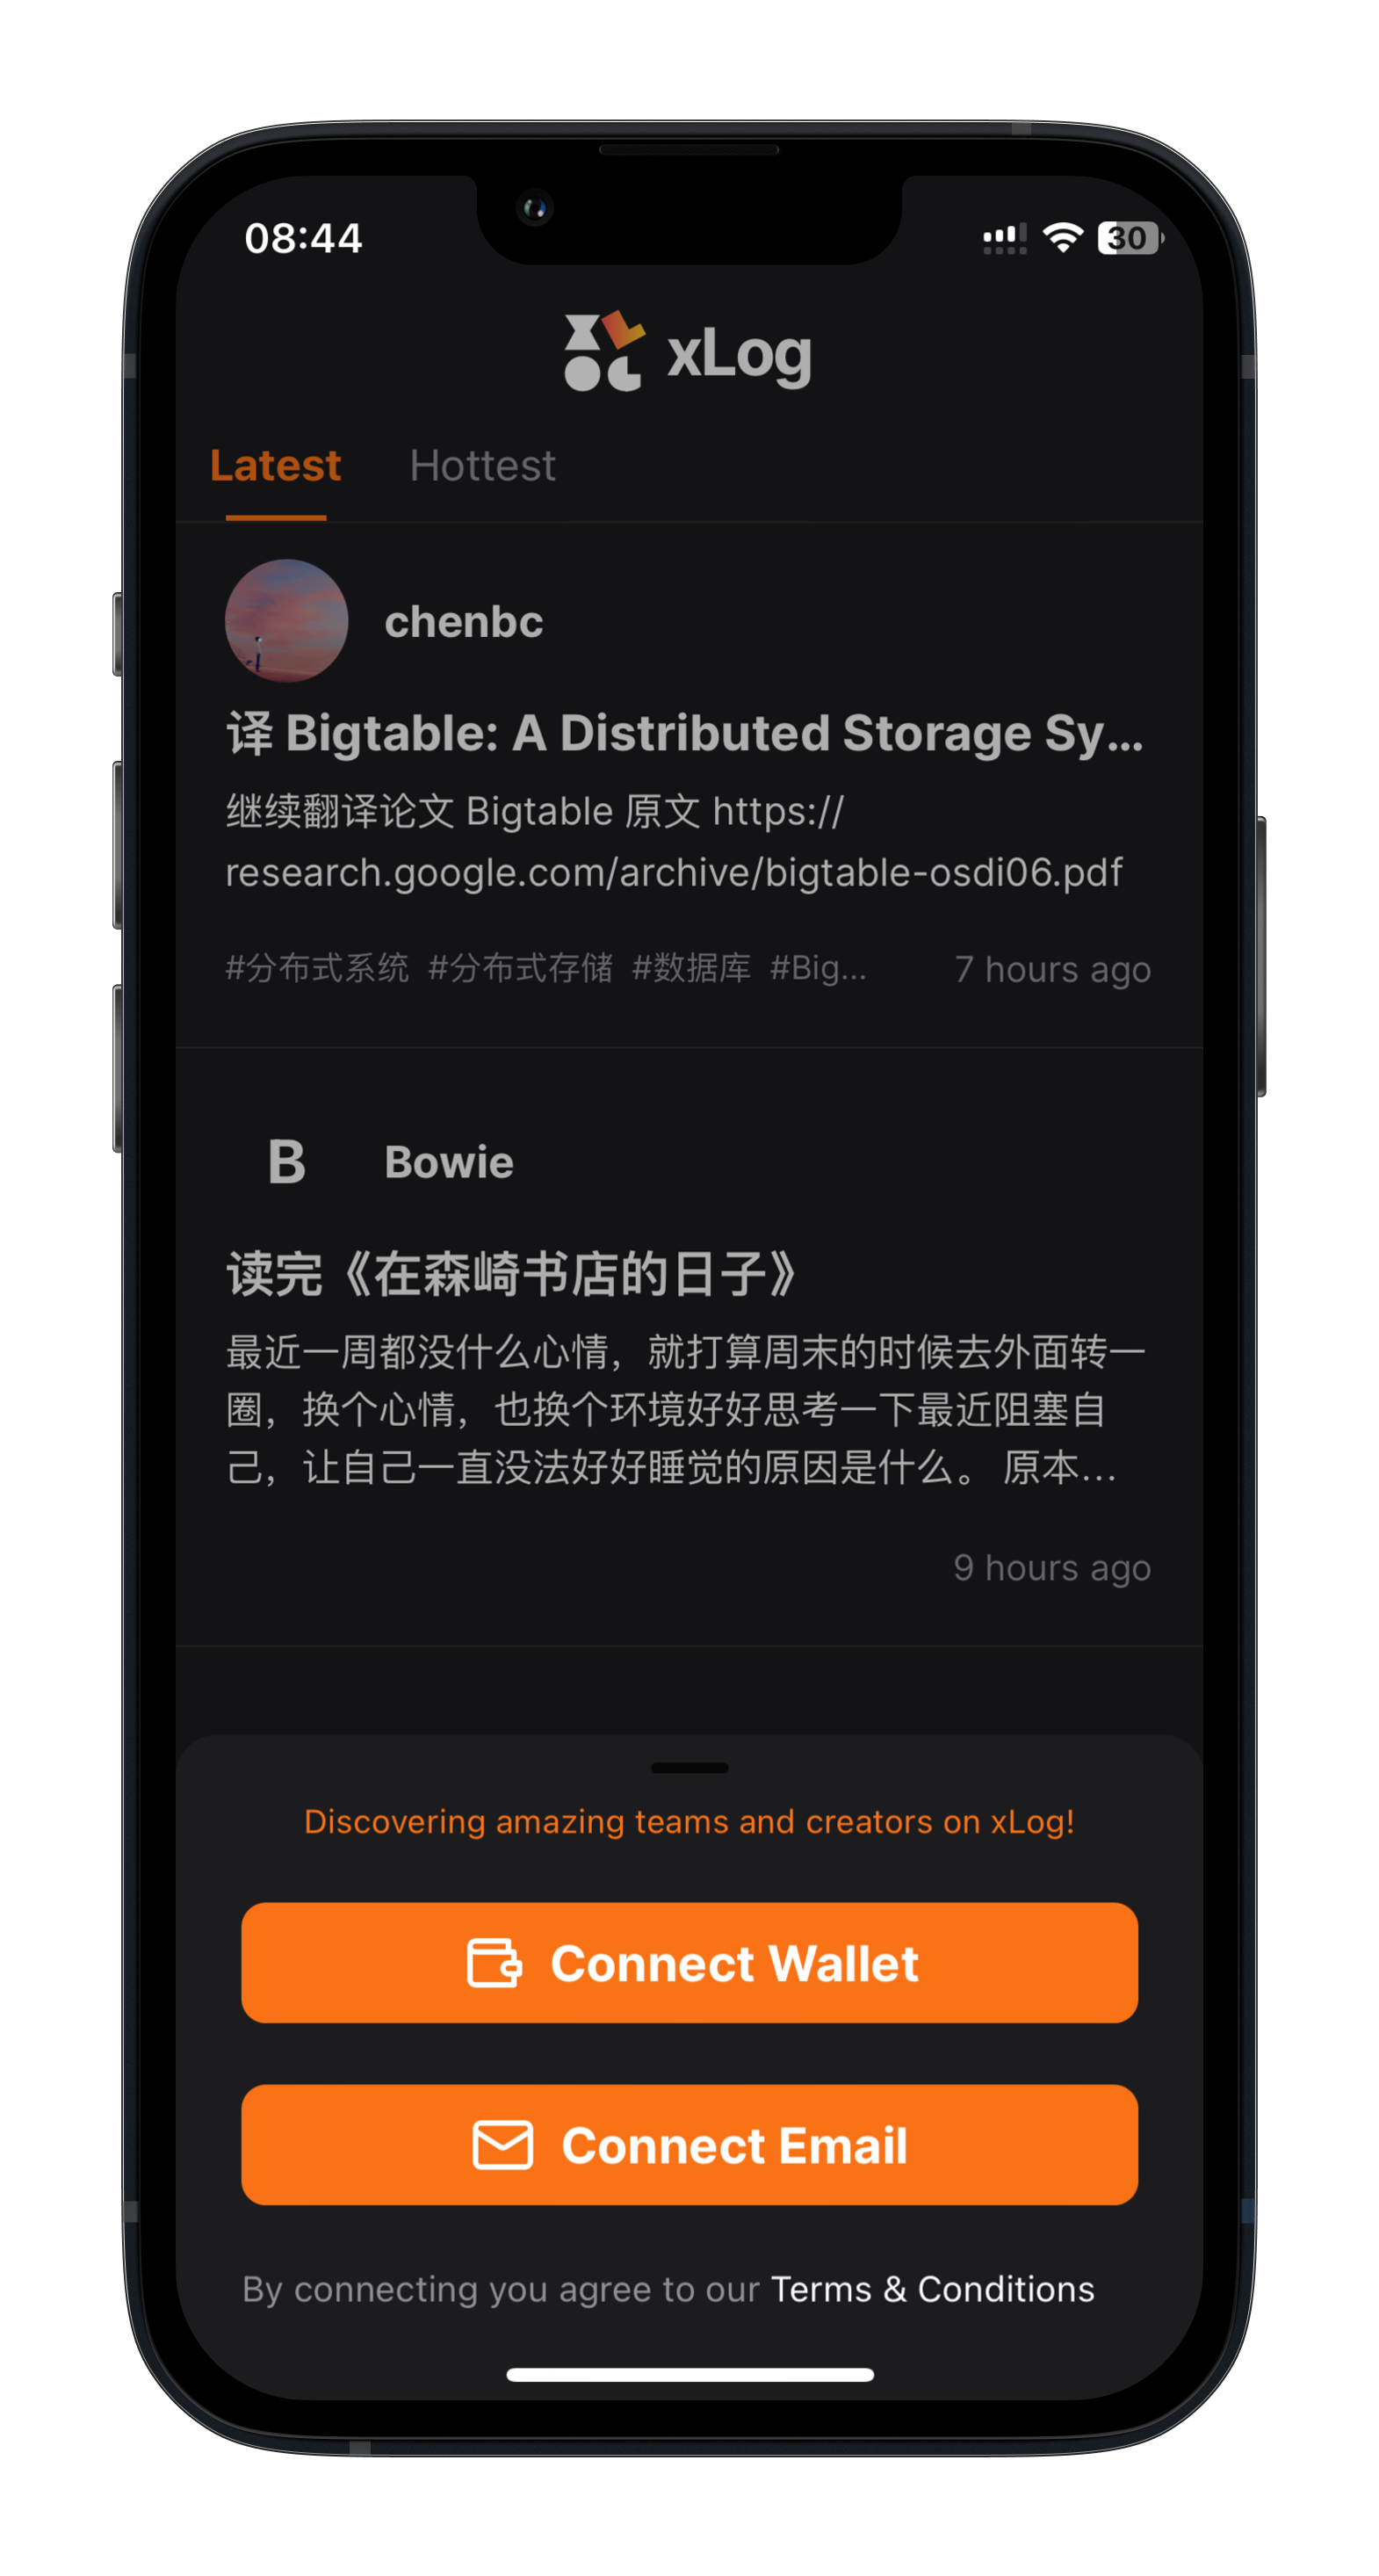 08:44
30
xLog
Latest Hottest
chenbc
译 Bigtable: A Distributed Storage Sy...
继续翻译论文 Bigtable 原文 https://
research.google.com/archive/bigtable-osdi06.pdf
#分布式系统 #分布式存储 #数据库 #Big... 7 hours ago
B Bowie
读完《在森崎书店的日子》
最近一周都没什么心情，就打算周末的时候去外面转一
圈，换个心情，也换个环境好好思考一下最近阻塞自
己，让自己一直没法好好睡觉的原因是什么。 原本...
9 hours ago
Discovering amazing teams and creators on xLog!
Connect Wallet
Connect Email
By connecting you agree to our Terms & Conditions